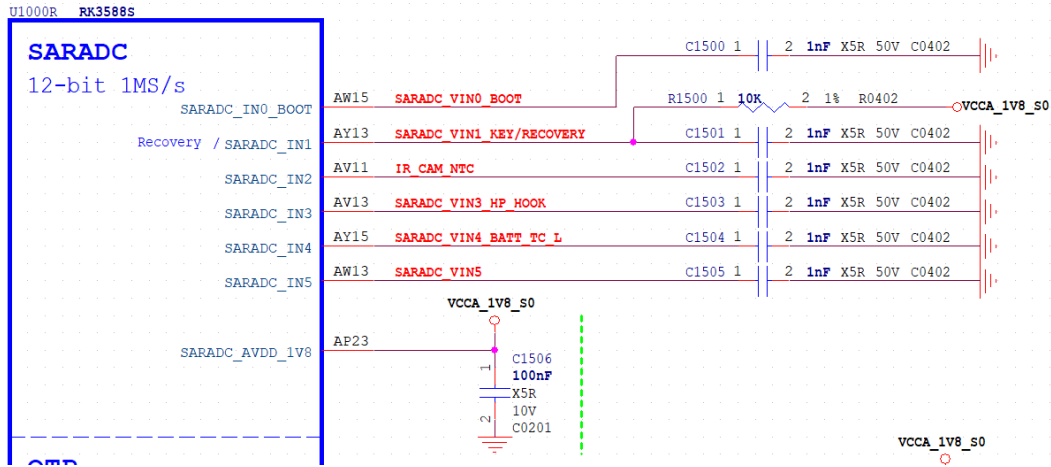 U1000R RK3588S
SARADC
12-bit 1MS/s
C1500 1 2 1nF X5R 50V C0402
SARADC_IN0_BOOT AW15 SARADC_VIN0_BOOT R1500 1 10K 2 1% R0402 VCCA_1V8_S0
Recovery / SARADC_IN1 AY13 SARADC_VIN1_KEY/RECOVERY C1501 1 2 1nF X5R 50V C0402
SARADC_IN2 AV11 IR_CAM_NTC C1502 1 2 1nF X5R 50V C0402
SARADC_IN3 AV13 SARADC_VIN3_HP_HOOK C1503 1 2 1nF X5R 50V C0402
SARADC_IN4 AY15 SARADC_VIN4_BATT_TC_L C1504 1 2 1nF X5R 50V C0402
SARADC_IN5 AW13 SARADC_VIN5 C1505 1 2 1nF X5R 50V C0402
VCCA_1V8_S0
SARADC_AVDD_1V8 AP23
1 C1506
100nF
X5R
2 10V
C0201
VCCA_1V8_S0